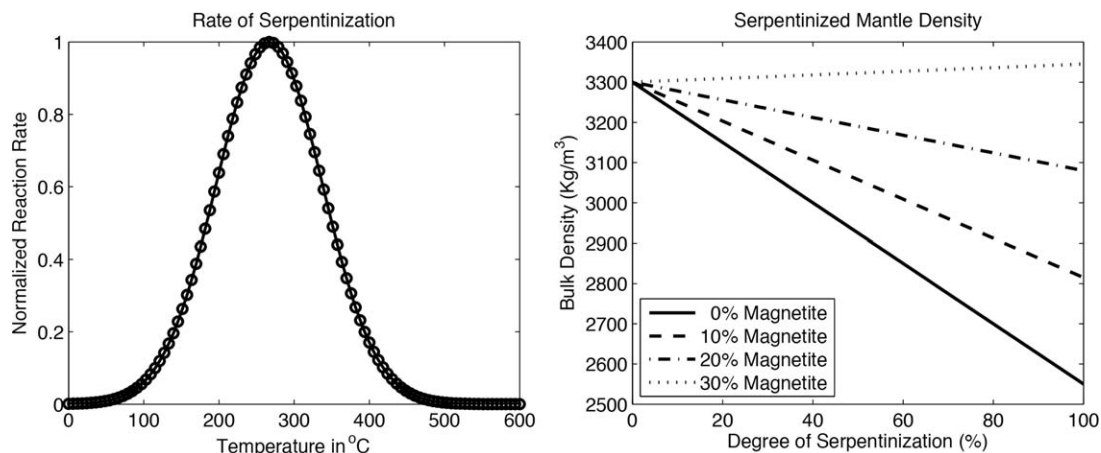 Rate of Serpentinization
1
0.8
0.6
0.4
0.2
0
0 100 200 300 400 500 600
Normalized Reaction Rate
Temperature in °C
Serpentinized Mantle Density
3400
3300
3200
3100
3000
2900
2800
2700
2600
2500
0 20 40 60 80 100
Bulk Density (Kg/m³)
Degree of Serpentinization (%)
0% Magnetite
10% Magnetite
20% Magnetite
30% Magnetite